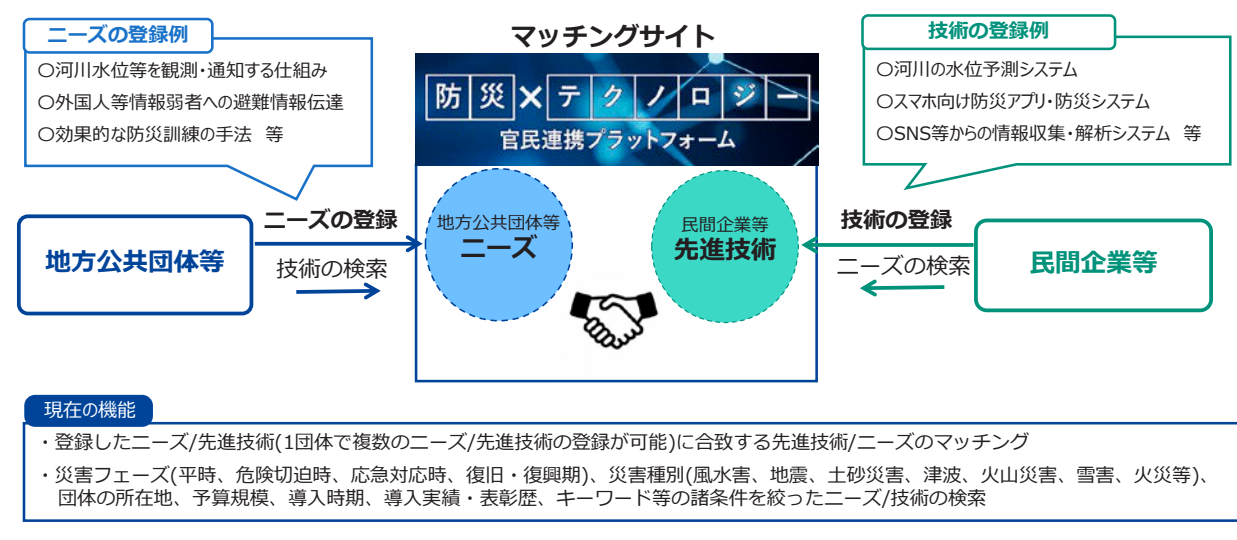 ニーズの登録例
〇河川水位等を観測・通知する仕組み
〇外国人等情報弱者への避難情報伝達
〇効果的な防災訓練の手法 等
マッチングサイト
防災×テクノロジー
官民連携プラットフォーム
技術の登録例
〇河川の水位予測システム
〇スマホ向け防災アプリ・防災システム
〇SNS等からの情報収集・解析システム 等
地方公共団体等
ニーズの登録
技術の検索
地方公共団体等
ニーズ
民間企業等
先進技術
技術の登録
ニーズの検索
民間企業等
現在の機能
・登録したニーズ/先進技術(1団体で複数のニーズ/先進技術の登録が可能)に合致する先進技術/ニーズのマッチング
・災害フェーズ(平時、危険切迫時、応急対応時、復旧・復興期)、災害種別(風水害、地震、土砂災害、津波、火山災害、雪害、火災等)、
団体の所在地、予算規模、導入時期、導入実績・表彰歴、キーワード等の諸条件を絞ったニーズ/技術の検索